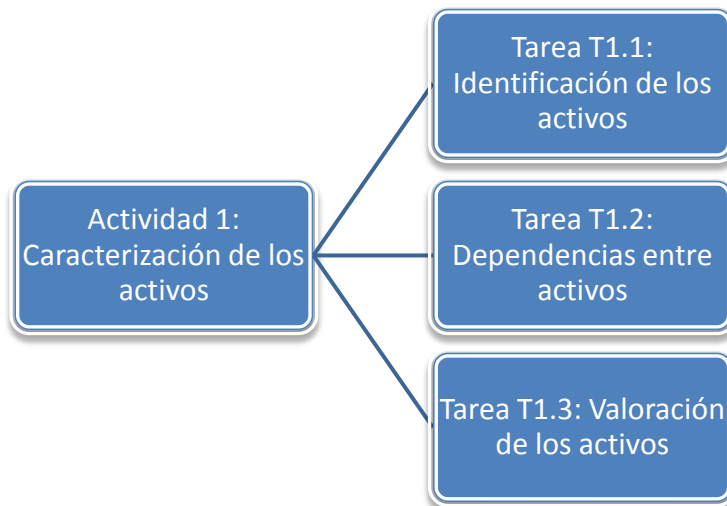 Actividad 1:
Caracterización de los
activos
Tarea T1.1:
Identificación de los
activos
Tarea T1.2:
Dependencias entre
activos
Tarea T1.3: Valoración
de los activos